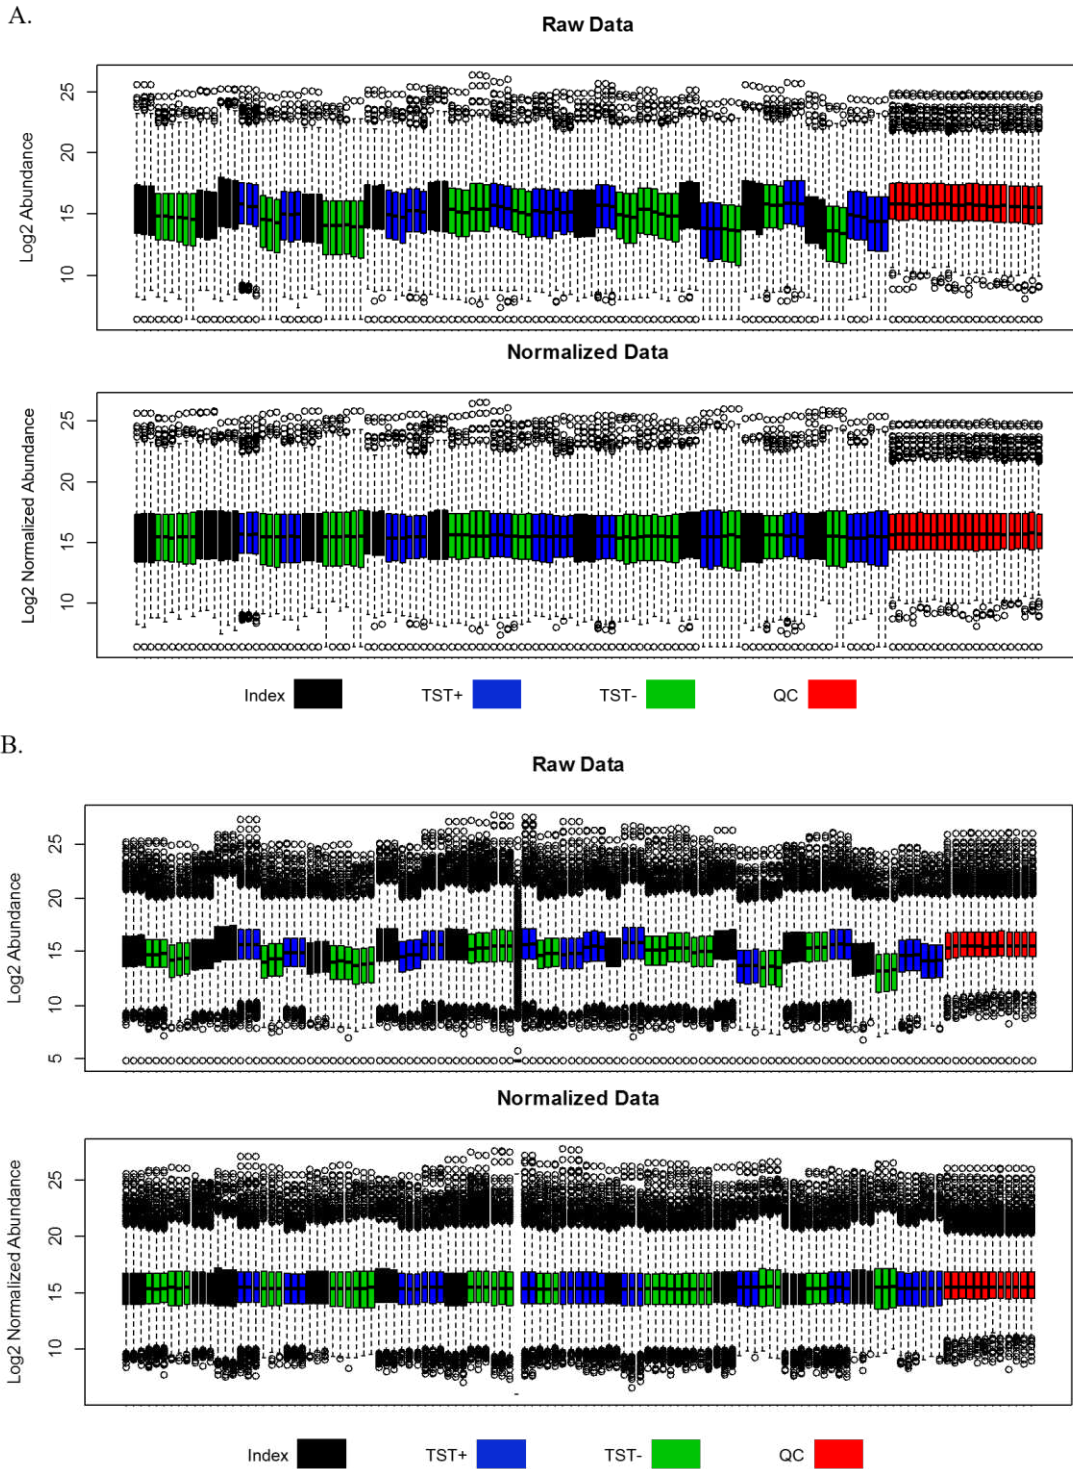 A.
Raw Data
Log2 Abundance
25
20
15
10
Normalized Data
Log2 Normalized Abundance
25
20
15
10
Index
TST+
TST-
QC
B.
Raw Data
Log2 Abundance
25
20
15
10
5
Normalized Data
Log2 Normalized Abundance
25
20
15
10
Index
TST+
TST-
QC